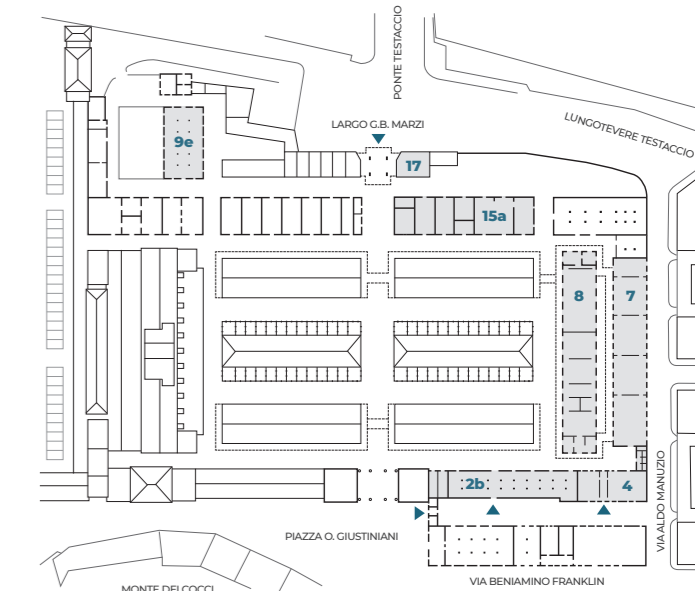 PONTE TESTACCIO
LARGO G.B. MARZI
LUNGOTEVERE TESTACCIO
9e
17
15a
8
7
2b
4
VIA ALDO MANUZIO
PIAZZA O. GIUSTINIANI
VIA BENIAMINO FRANKLIN
MONTE DEI COCCI